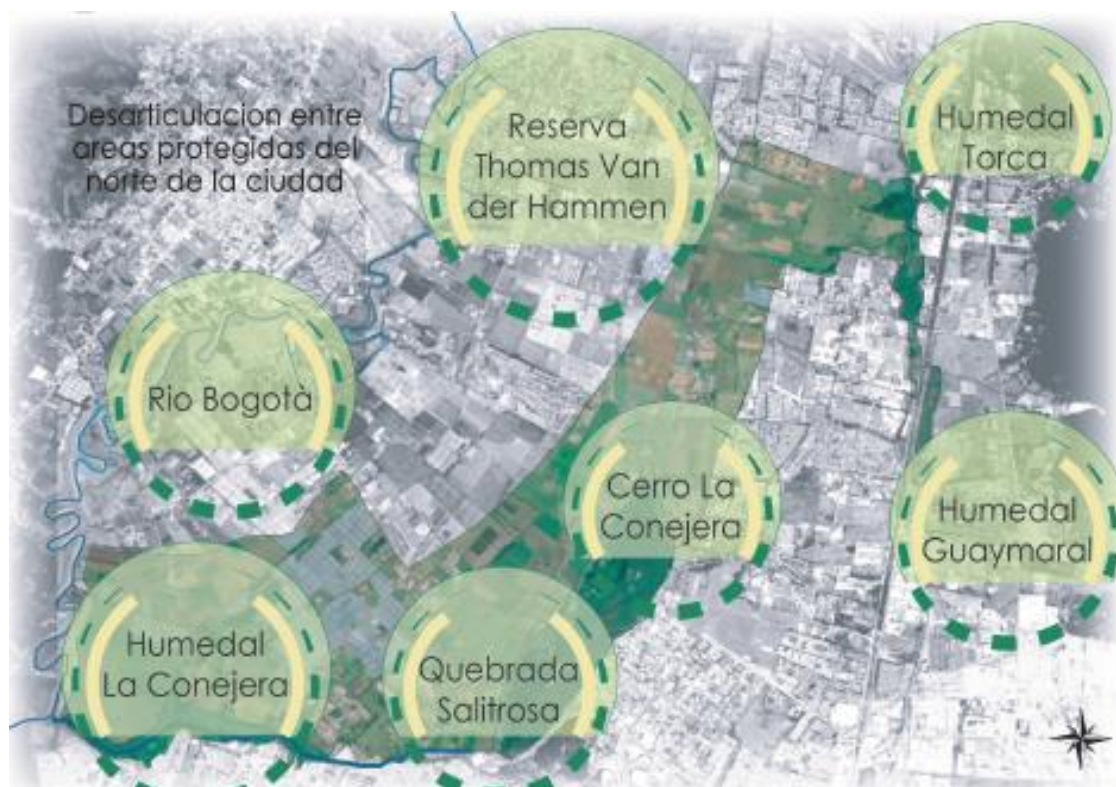 Desarticulacion entre
areas protegidas del
norte de la ciudad
Reserva
Thomas Van
der Hammen
Humedal
Torca
Rio Bogotà
Cerro La
Conejera
Humedal
Guaymaral
Humedal
La Conejera
Quebrada
Salitrosa